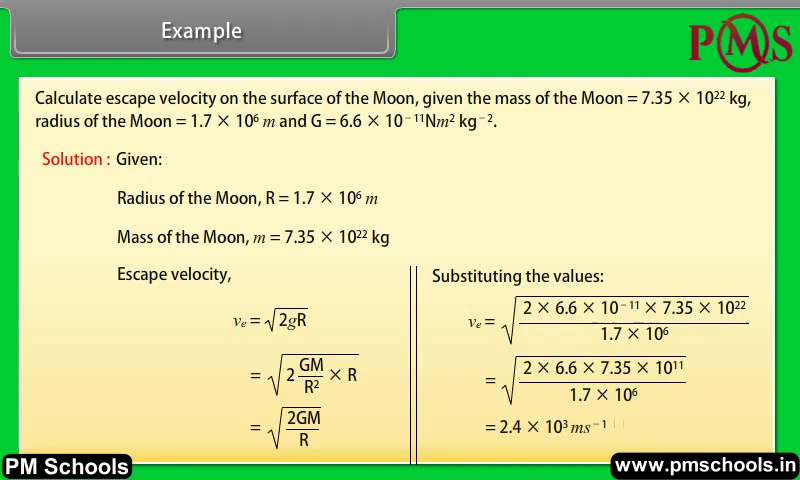 Example
PMS
Calculate escape velocity on the surface of the Moon, given the mass of the Moon = 7.35 × 10²² kg,
radius of the Moon = 1.7 × 10⁶ m and G = 6.6 × 10⁻¹¹Nm² kg⁻².
Solution : Given:
Radius of the Moon, R = 1.7 × 10⁶ m
Mass of the Moon, m = 7.35 × 10²² kg
Escape velocity,
vₑ = √(2gR)
= √(2 GM/R² × R)
= √(2GM/R)
Substituting the values:
vₑ = √((2 × 6.6 × 10⁻¹¹ × 7.35 × 10²²)/(1.7 × 10⁶))
= √((2 × 6.6 × 7.35 × 10¹¹)/(1.7 × 10⁶))
= 2.4 × 10³ ms⁻¹
PM Schools
www.pmschools.in